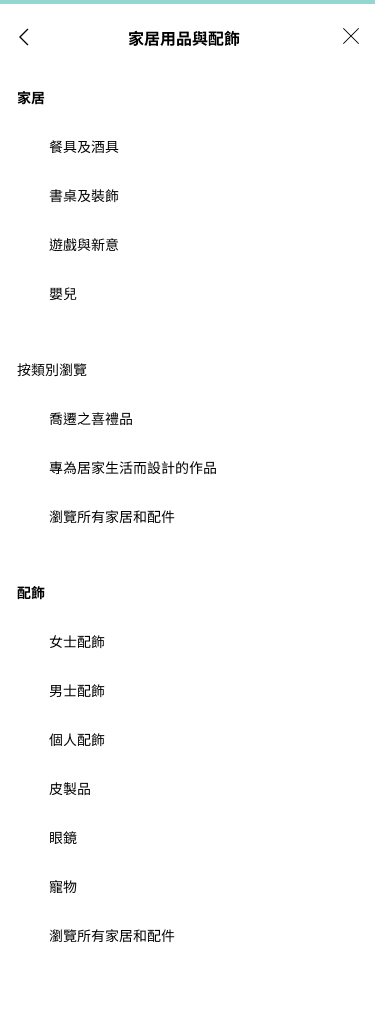 家居用品與配飾
家居
餐具及酒具
書桌及裝飾
遊戲與新意
嬰兒
按類別瀏覽
喬遷之喜禮品
專為居家生活而設計的作品
瀏覽所有家居和配件
配飾
女士配飾
男士配飾
個人配飾
皮製品
眼鏡
寵物
瀏覽所有家居和配件